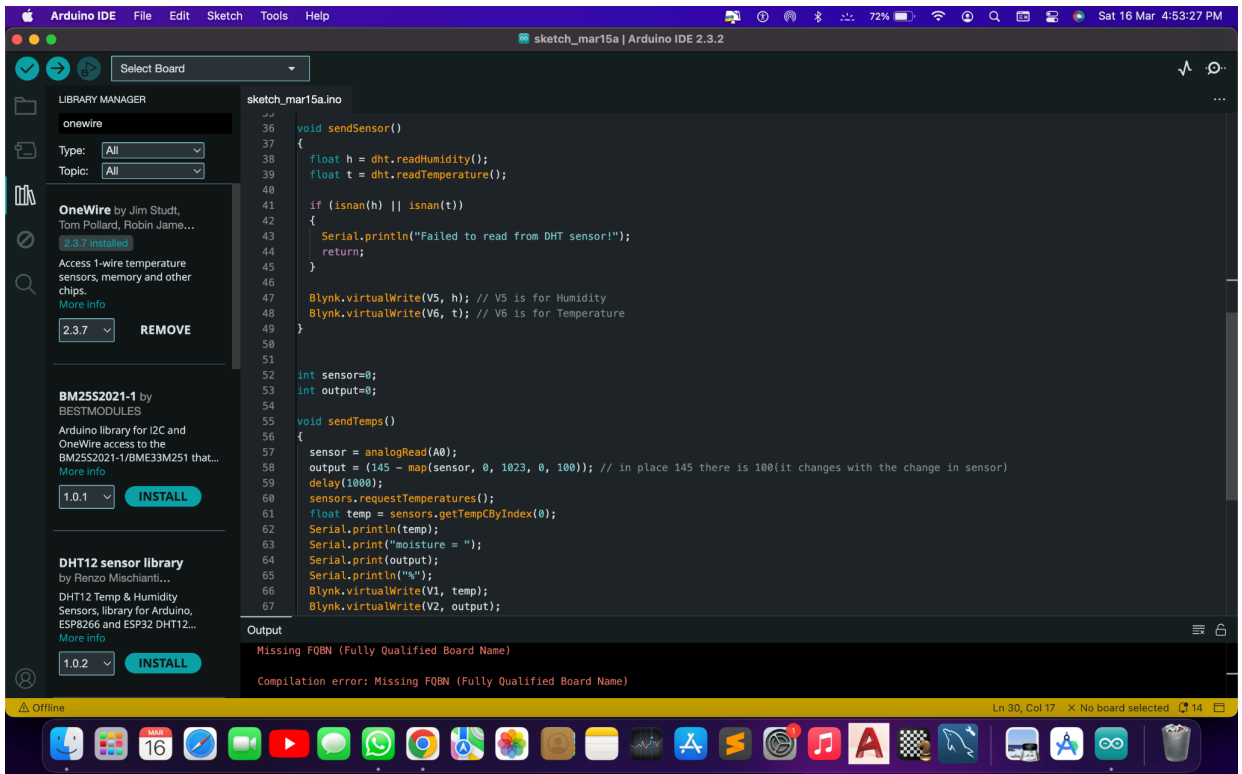 Arduino IDE File Edit Sketch Tools Help 72% Sat 16 Mar 4:53:27 PM
sketch_mar15a | Arduino IDE 2.3.2
Select Board
LIBRARY MANAGER
onewire
Type: All
Topic: All
OneWire by Jim Studt,
Tom Pollard, Robin Jame...
2.3.7 installed
Access 1-wire temperature
sensors, memory and other
chips.
More info
2.3.7 REMOVE
BM25S2021-1 by
BESTMODULES
Arduino library for I2C and
OneWire access to the
BM25S2021-1/BME33M251 that...
More info
1.0.1 INSTALL
DHT12 sensor library
by Renzo Mischianti...
DHT12 Temp & Humidity
Sensors, library for Arduino,
ESP8266 and ESP32 DHT12...
More info
1.0.2 INSTALL
sketch_mar15a.ino
36 void sendSensor()
37 {
38 float h = dht.readHumidity();
39 float t = dht.readTemperature();
40
41 if (isnan(h) || isnan(t))
42 {
43 Serial.println("Failed to read from DHT sensor!");
44 return;
45 }
46
47 Blynk.virtualWrite(V5, h); // V5 is for Humidity
48 Blynk.virtualWrite(V6, t); // V6 is for Temperature
49 }
50
51
52 int sensor=0;
53 int output=0;
54
55 void sendTemps()
56 {
57 sensor = analogRead(A0);
58 output = (145 - map(sensor, 0, 1023, 0, 100)); // in place 145 there is 100(it changes with the change in sensor)
59 delay(1000);
60 sensors.requestTemperatures();
61 float temp = sensors.getTempCByIndex(0);
62 Serial.println(temp);
63 Serial.print("moisture = ");
64 Serial.print(output);
65 Serial.println("%");
66 Blynk.virtualWrite(V1, temp);
67 Blynk.virtualWrite(V2, output);
Output
Missing FQBN (Fully Qualified Board Name)
Compilation error: Missing FQBN (Fully Qualified Board Name)
Offline
Ln 30, Col 17 × No board selected 14
MAR
16
1